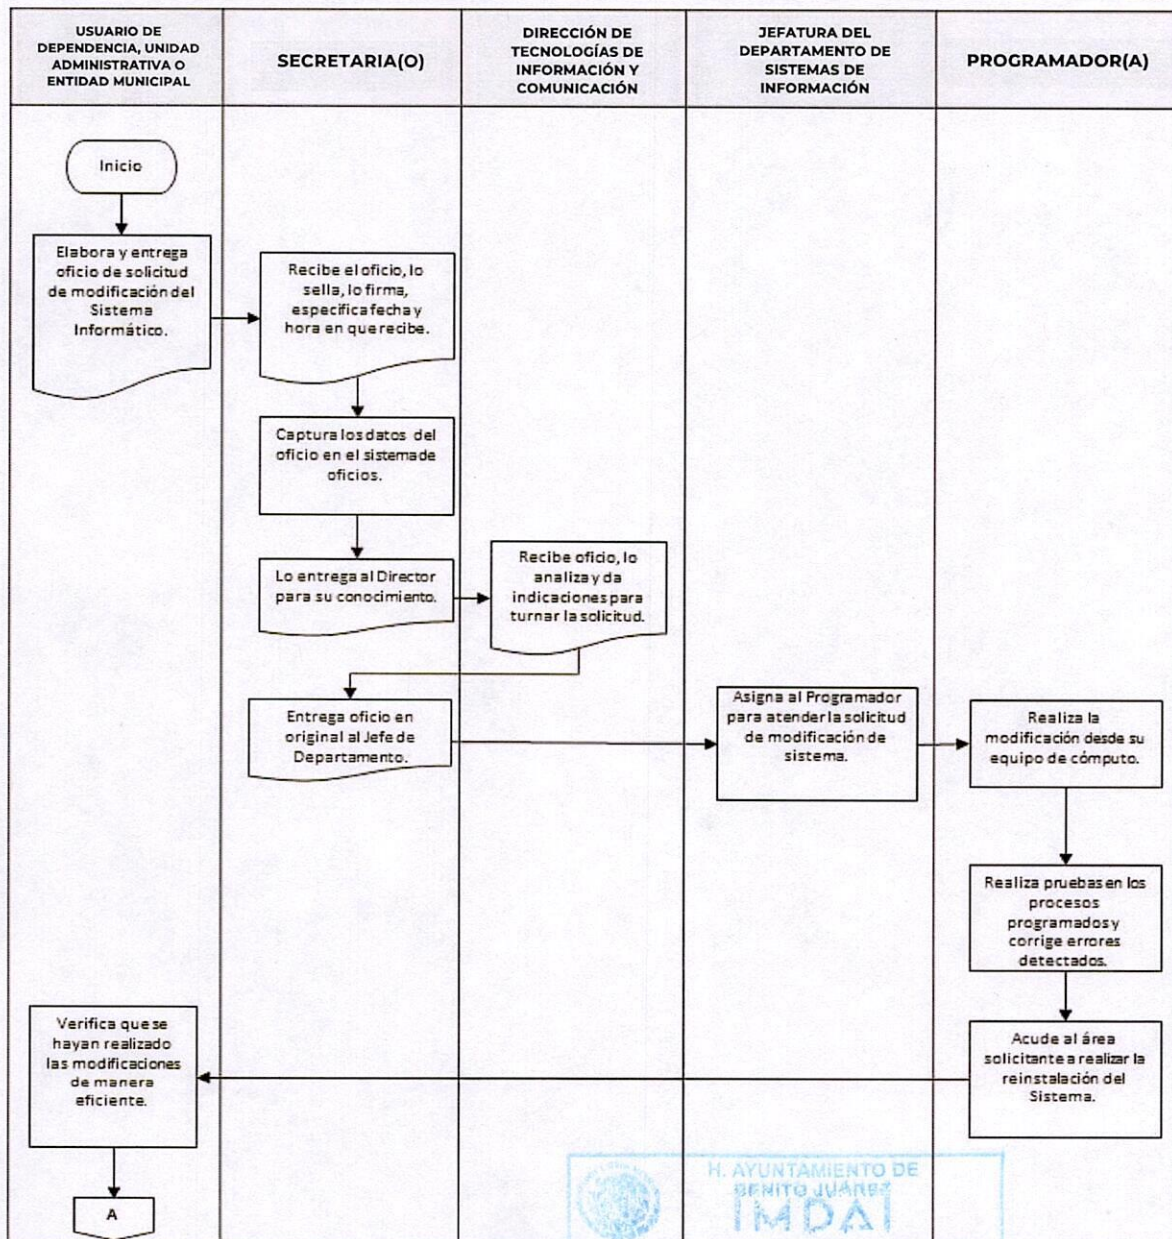 USUARIO DE
DEPENDENCIA, UNIDAD
ADMINISTRATIVA O
ENTIDAD MUNICIPAL
SECRETARIA(O)
DIRECCIÓN DE
TECNOLOGÍAS DE
INFORMACIÓN Y
COMUNICACIÓN
JEFATURA DEL
DEPARTAMENTO DE
SISTEMAS DE
INFORMACIÓN
PROGRAMADOR(A)
Inicio
Elabora y entrega
oficio de solicitud
de modificación del
Sistema
Informático.
Recibe el oficio, lo
sella, lo firma,
especifica fecha y
hora en que recibe.
Captura los datos del
oficio en el sistema de
oficios.
Lo entrega al Director
para su conocimiento.
Recibe oficio, lo
analiza y da
indicaciones para
turnar la solicitud.
Entrega oficio en
original al Jefe de
Departamento.
Asigna al Programador
para atender la solicitud
de modificación de
sistema.
Realiza la
modificación desde su
equipo de cómputo.
Realiza pruebas en los
procesos
programados y
corrige errores
detectados.
Acude al área
solicitante a realizar la
reinstalación del
Sistema.
Verifica que se
hayan realizado
las modificaciones
de manera
eficiente.
A
H. AYUNTAMIENTO DE
BENITO JUÁREZ
IMDAI